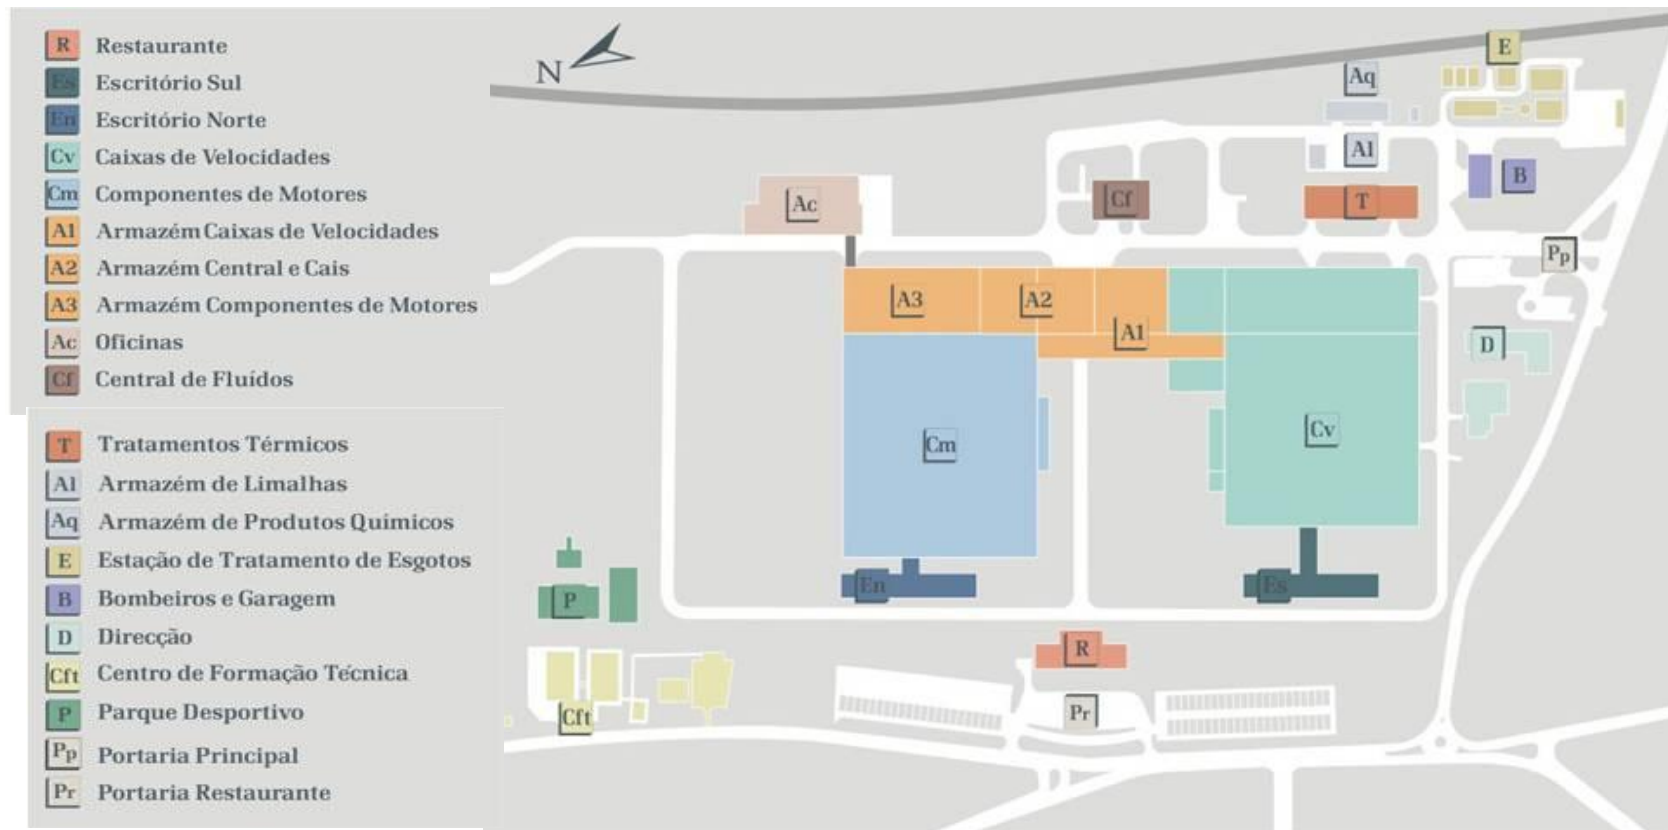 R Restaurante
Es Escritório Sul
En Escritório Norte
Cv Caixas de Velocidades
Cm Componentes de Motores
A1 Armazém Caixas de Velocidades
A2 Armazém Central e Cais
A3 Armazém Componentes de Motores
Ac Oficinas
Cf Central de Fluídos
T Tratamentos Térmicos
Al Armazém de Limalhas
Aq Armazém de Produtos Quimicos
E Estação de Tratamento de Esgotos
B Bombeiros e Garagem
D Direcção
Cft Centro de Formação Técnica
P Parque Desportivo
Pp Portaria Principal
Pr Portaria Restaurante
N
E
Aq
Al
B
Ac
Cf
T
Pp
A3
A2
A1
D
Cm
Cv
En
Es
P
R
Cft
Pr